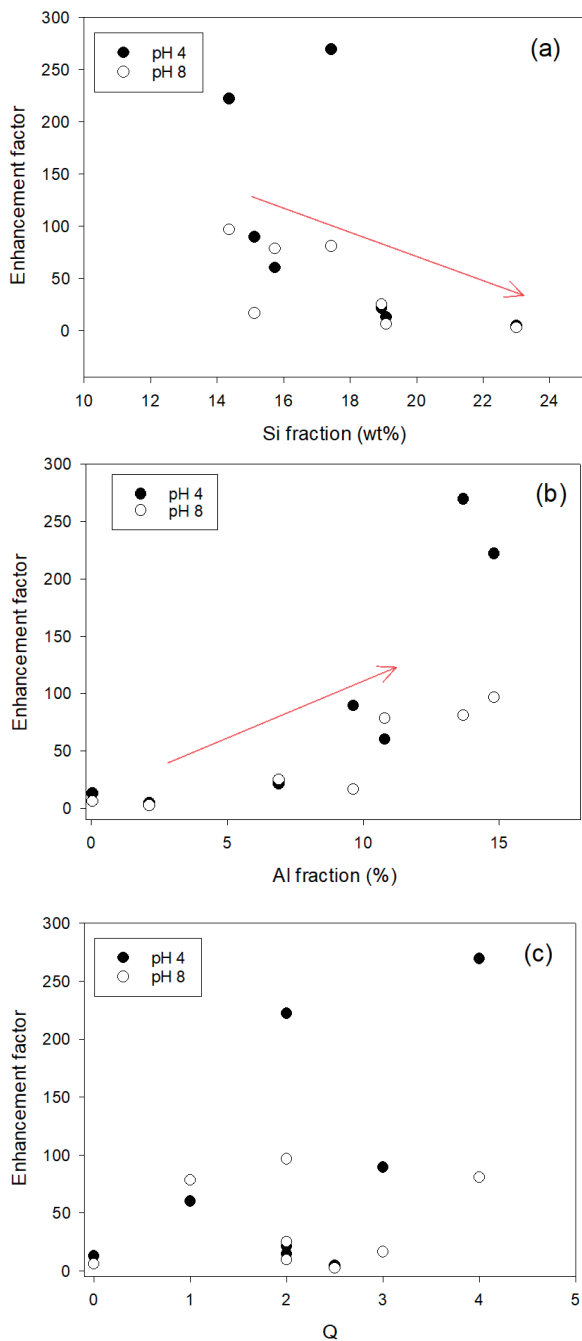 300
250
200
150
100
50
0
Enhancement factor
pH 4
pH 8
(a)
10 12 14 16 18 20 22 24
Si fraction (wt%)
300
250
200
150
100
50
0
Enhancement factor
pH 4
pH 8
(b)
0 5 10 15
Al fraction (%)
300
250
200
150
100
50
0
Enhancement factor
pH 4
pH 8
(c)
0 1 2 3 4 5
Q